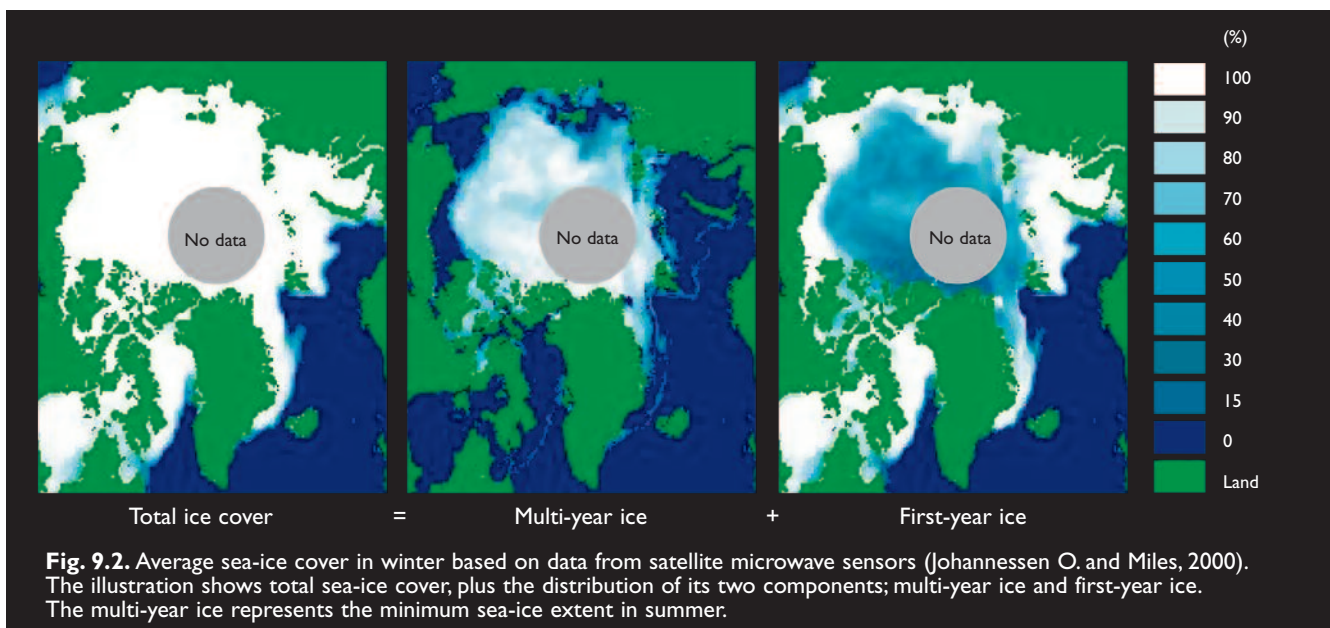 (%)
100
90
80
70
60
50
40
30
15
0
Land
No data
No data
No data
Total ice cover = Multi-year ice + First-year ice
Fig. 9.2. Average sea-ice cover in winter based on data from satellite microwave sensors (Johannessen O. and Miles, 2000).
The illustration shows total sea-ice cover, plus the distribution of its two components; multi-year ice and first-year ice.
The multi-year ice represents the minimum sea-ice extent in summer.